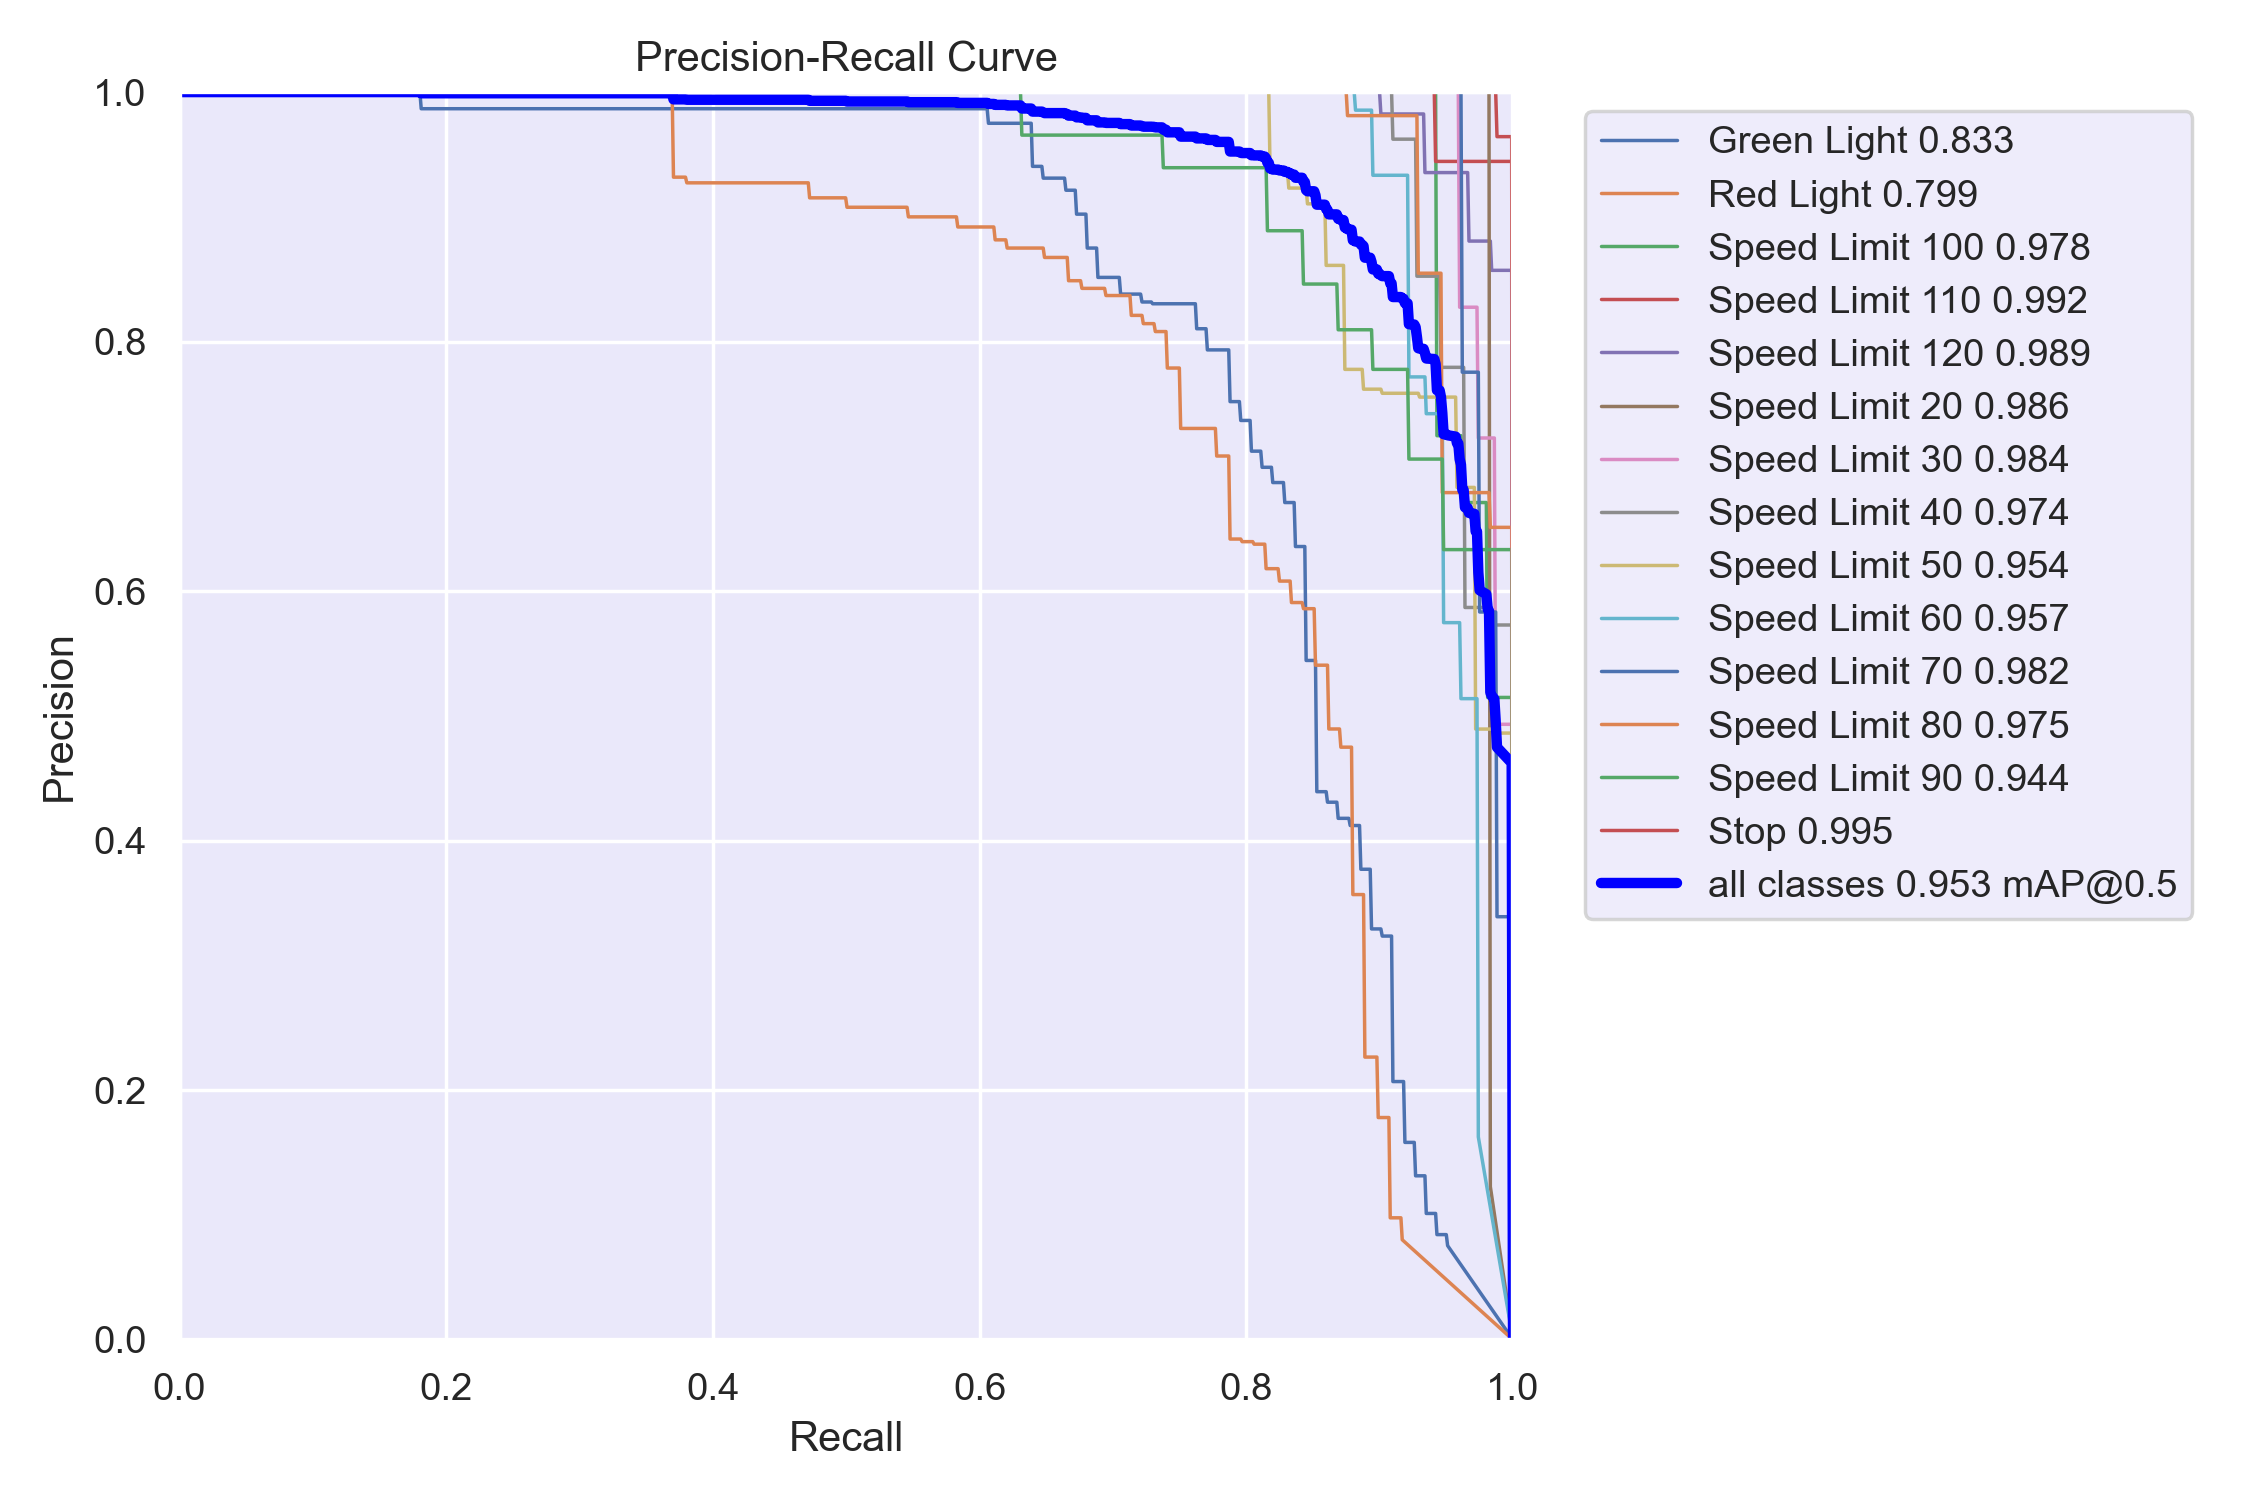 Precision-Recall Curve
1.0
0.8
0.6
0.4
0.2
0.0
Precision
0.0 0.2 0.4 0.6 0.8 1.0
Recall
Green Light 0.833
Red Light 0.799
Speed Limit 100 0.978
Speed Limit 110 0.992
Speed Limit 120 0.989
Speed Limit 20 0.986
Speed Limit 30 0.984
Speed Limit 40 0.974
Speed Limit 50 0.954
Speed Limit 60 0.957
Speed Limit 70 0.982
Speed Limit 80 0.975
Speed Limit 90 0.944
Stop 0.995
all classes 0.953 mAP@0.5